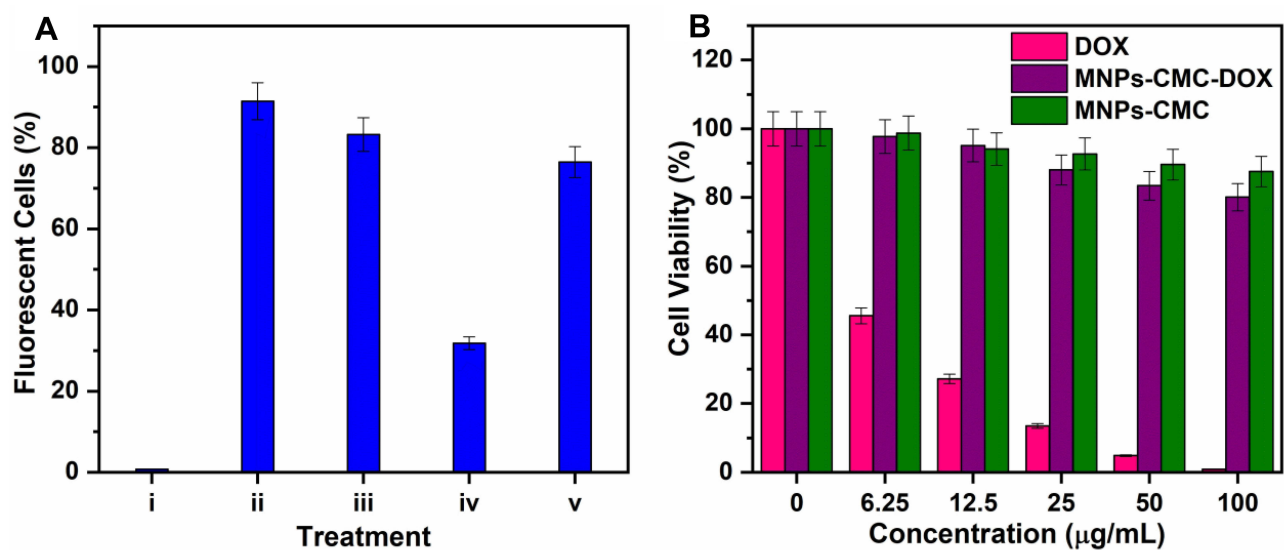 A
Fluorescent Cells (%)
100
80
60
40
20
0
i ii iii iv v
Treatment
B
Cell Viability (%)
120
100
80
60
40
20
0
DOX
MNPs-CMC-DOX
MNPs-CMC
0 6.25 12.5 25 50 100
Concentration (μg/mL)